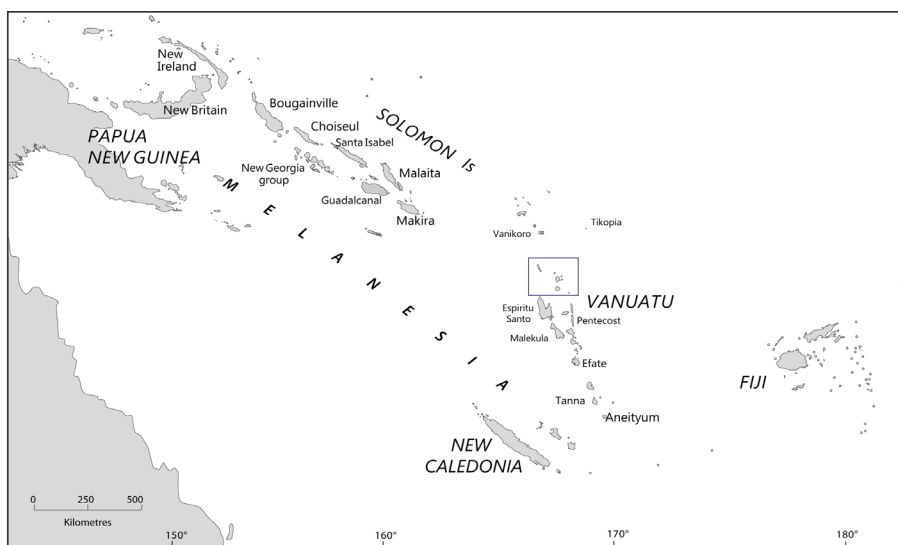 New
Ireland
New Britain
Bougainville
PAPUA
NEW GUINEA
Choiseul
Santa Isabel
SOLOMON Is
New Georgia
group
Malaita
Guadalcanal
Makira
MELANESIA
Vanikoro
Tikopia
Espiritu
Santo
VANUATU
Pentecost
Malekula
Efate
FIJI
Tanna
Aneityum
NEW
CALEDONIA
0 250 500
Kilometres
150° 160° 170° 180°